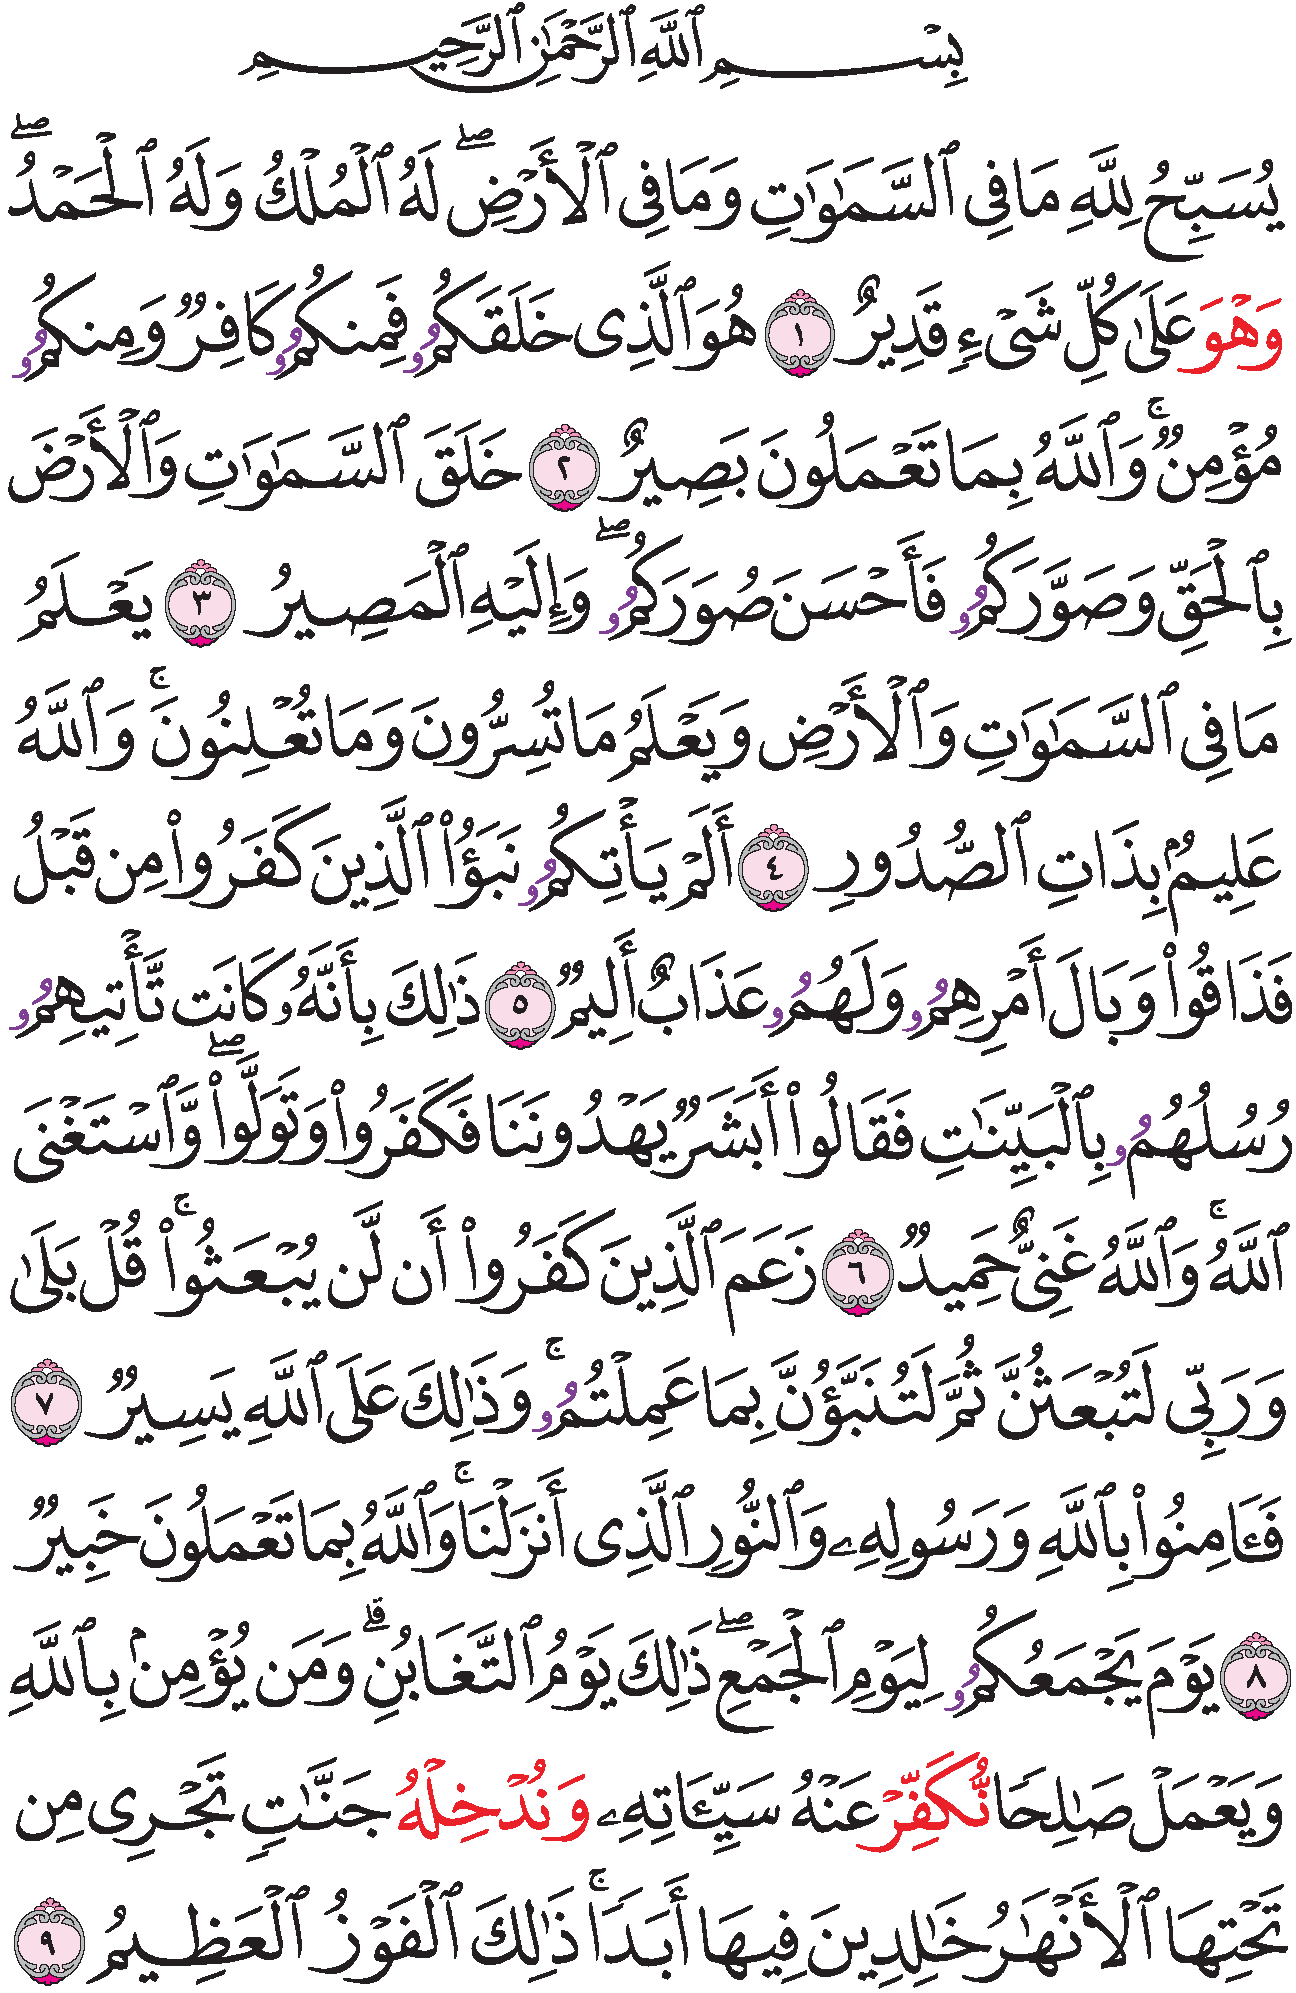 بِسْمِ ٱللَّهِ ٱلرَّحْمَٰنِ ٱلرَّحِيمِ
يُسَبِّحُ لِلَّهِ مَا فِي ٱلسَّمَٰوَٰتِ وَمَا فِي ٱلْأَرْضِۖ لَهُ ٱلْمُلْكُ وَلَهُ ٱلْحَمْدُۖ
وَهْوَ عَلَىٰ كُلِّ شَيْءٍ قَدِيرٌ ١ هُوَ ٱلَّذِي خَلَقَكُمُۥ فَمِنكُمُۥ كَافِرٌ وَمِنكُمُۥ
مُؤْمِنٌۚ وَٱللَّهُ بِمَا تَعْمَلُونَ بَصِيرٌ ٢ خَلَقَ ٱلسَّمَٰوَٰتِ وَٱلْأَرْضَ
بِٱلْحَقِّ وَصَوَّرَكُمُۥ فَأَحْسَنَ صُوَرَكُمُۥۖ وَإِلَيْهِ ٱلْمَصِيرُ ٣ يَعْلَمُ
مَا فِي ٱلسَّمَٰوَٰتِ وَٱلْأَرْضِ وَيَعْلَمُ مَا تُسِرُّونَ وَمَا تُعْلِنُونَۚ وَٱللَّهُ
عَلِيمٌۢ بِذَاتِ ٱلصُّدُورِ ٤ أَلَمْ يَأْتِكُمُۥ نَبَؤُا۟ ٱلَّذِينَ كَفَرُوا۟ مِن قَبْلُ
فَذَاقُوا۟ وَبَالَ أَمْرِهِمُۥ وَلَهُمُۥ عَذَابٌ أَلِيمٌ ٥ ذَٰلِكَ بِأَنَّهُۥ كَانَت تَّأْتِيهِمُۥ
رُسُلُهُمُۥ بِٱلْبَيِّنَٰتِ فَقَالُوا۟ أَبَشَرٌ يَهْدُونَنَا فَكَفَرُوا۟ وَتَوَلَّوا۟ۖ وَّٱسْتَغْنَى
ٱللَّهُۚ وَٱللَّهُ غَنِيٌّ حَمِيدٌ ٦ زَعَمَ ٱلَّذِينَ كَفَرُوا۟ أَن لَّن يُبْعَثُوا۟ۚ قُلْ بَلَىٰ
وَرَبِّي لَتُبْعَثُنَّ ثُمَّ لَتُنَبَّؤُنَّ بِمَا عَمِلْتُمُۥۚ وَذَٰلِكَ عَلَى ٱللَّهِ يَسِيرٌ ٧
فَـَٔامِنُوا۟ بِٱللَّهِ وَرَسُولِهِۦ وَٱلنُّورِ ٱلَّذِي أَنزَلْنَاۚ وَٱللَّهُ بِمَا تَعْمَلُونَ خَبِيرٌ
٨ يَوْمَ يَجْمَعُكُمُۥ لِيَوْمِ ٱلْجَمْعِۖ ذَٰلِكَ يَوْمُ ٱلتَّغَابُنِۗ وَمَن يُؤْمِنۢ بِٱللَّهِ
وَيَعْمَلْ صَٰلِحًا نُّكَفِّرْ عَنْهُ سَيِّـَٔاتِهِۦ وَنُدْخِلْهُ جَنَّٰتٍ تَجْرِي مِن
تَحْتِهَا ٱلْأَنْهَٰرُ خَٰلِدِينَ فِيهَا أَبَدًاۚ ذَٰلِكَ ٱلْفَوْزُ ٱلْعَظِيمُ ٩